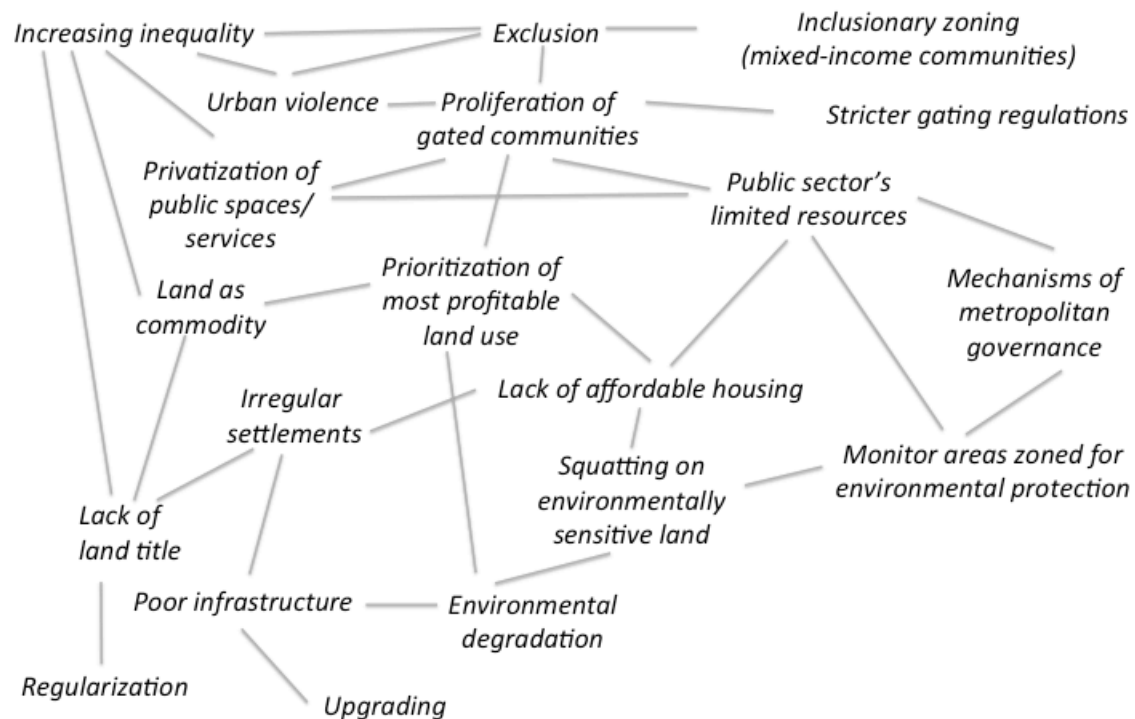 Increasing inequality
Exclusion
Inclusionary zoning
(mixed-income communities)
Urban violence
Proliferation of
gated communities
Stricter gating regulations
Privatization of
public spaces/
services
Public sector’s
limited resources
Land as
commodity
Prioritization of
most profitable
land use
Mechanisms of
metropolitan
governance
Irregular
settlements
Lack of affordable housing
Squatting on
environmentally
sensitive land
Monitor areas zoned for
environmental protection
Lack of
land title
Poor infrastructure
Environmental
degradation
Regularization
Upgrading